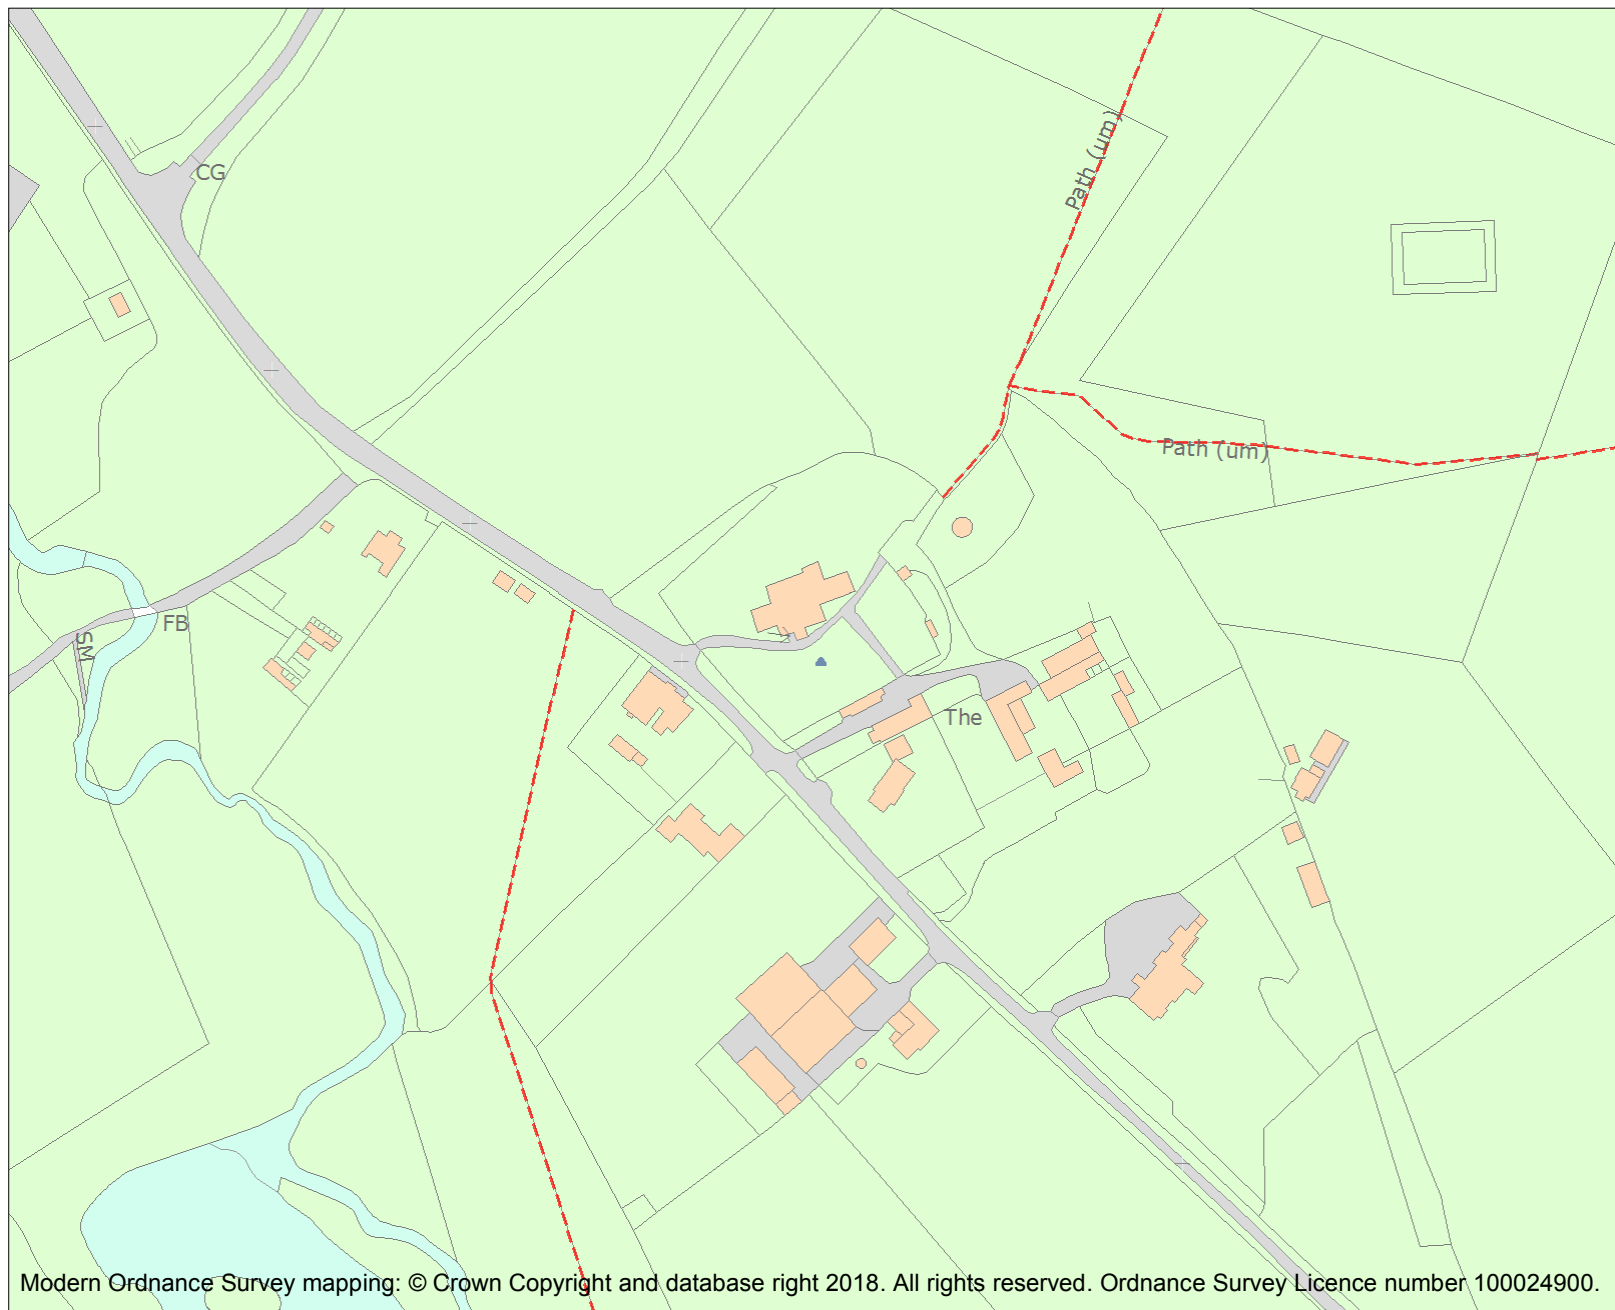 CG
Path (um)
Path (um)
FB
SM
The
Modern Ordnance Survey mapping: © Crown Copyright and database right 2018. All rights reserved. Ordnance Survey Licence number 100024900.